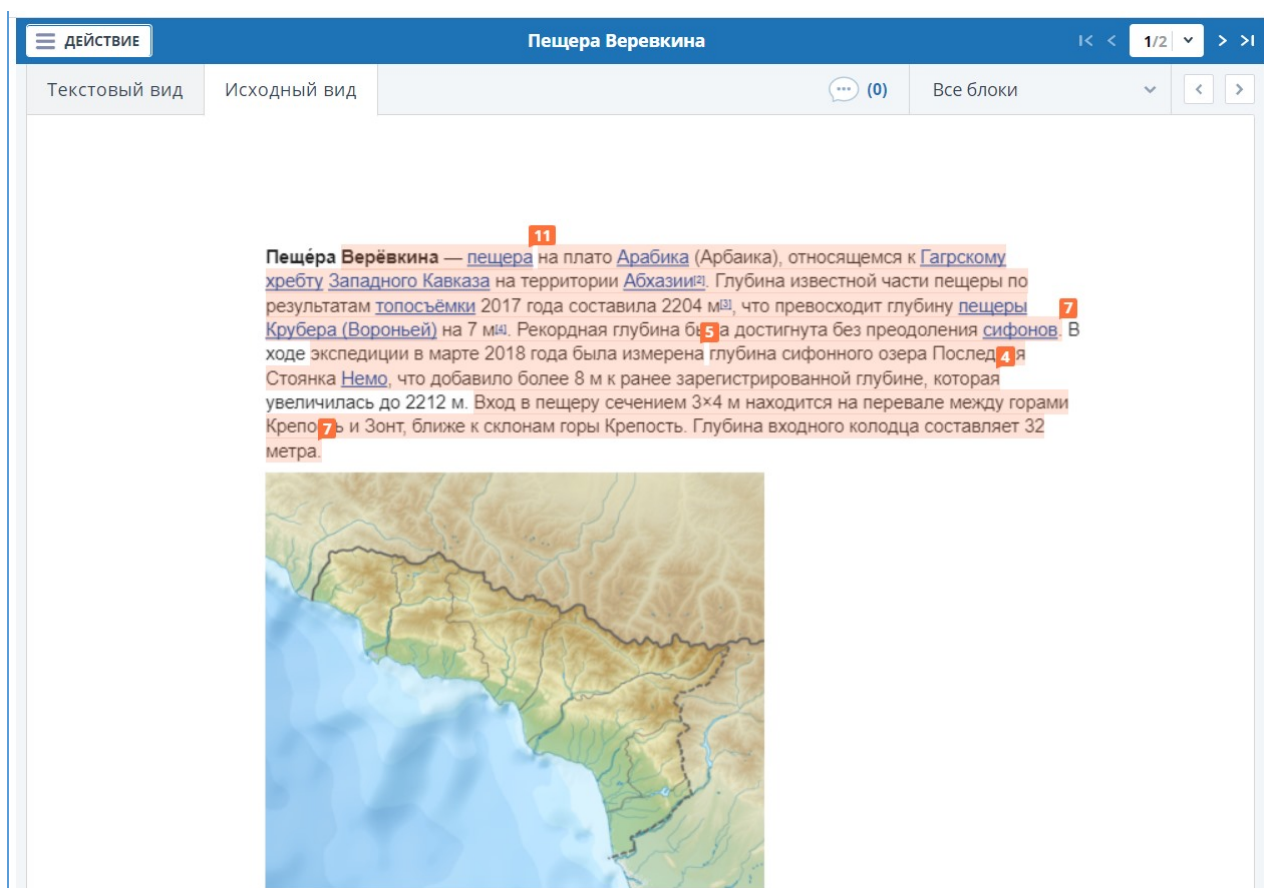 ДЕЙСТВИЕ
Пещера Веревкина
1/2
Текстовый вид
Исходный вид
(0)
Все блоки
11
Пеще́ра Верёвкина — пещера на плато Арабика (Арбаика), относящемся к Гагрскому
хребту Западного Кавказа на территории Абхазии[2]. Глубина известной части пещеры по
результатам топосъёмки 2017 года составила 2204 м[3], что превосходит глубину пещеры
7
Крубера (Вороньей) на 7 м[4]. Рекордная глубина достигнута без преодоления сифонов. В
5
ходе экспедиции в марте 2018 года была измерена глубина сифонного озера
4
Стоянка Немо, что добавило более 8 м к ранее зарегистрированной глубине, которая
увеличилась до 2212 м. Вход в пещеру сечением 3×4 м находится на перевале между горами
7
и Зонт, ближе к склонам горы Крепость. Глубина входного колодца составляет 32
метра.